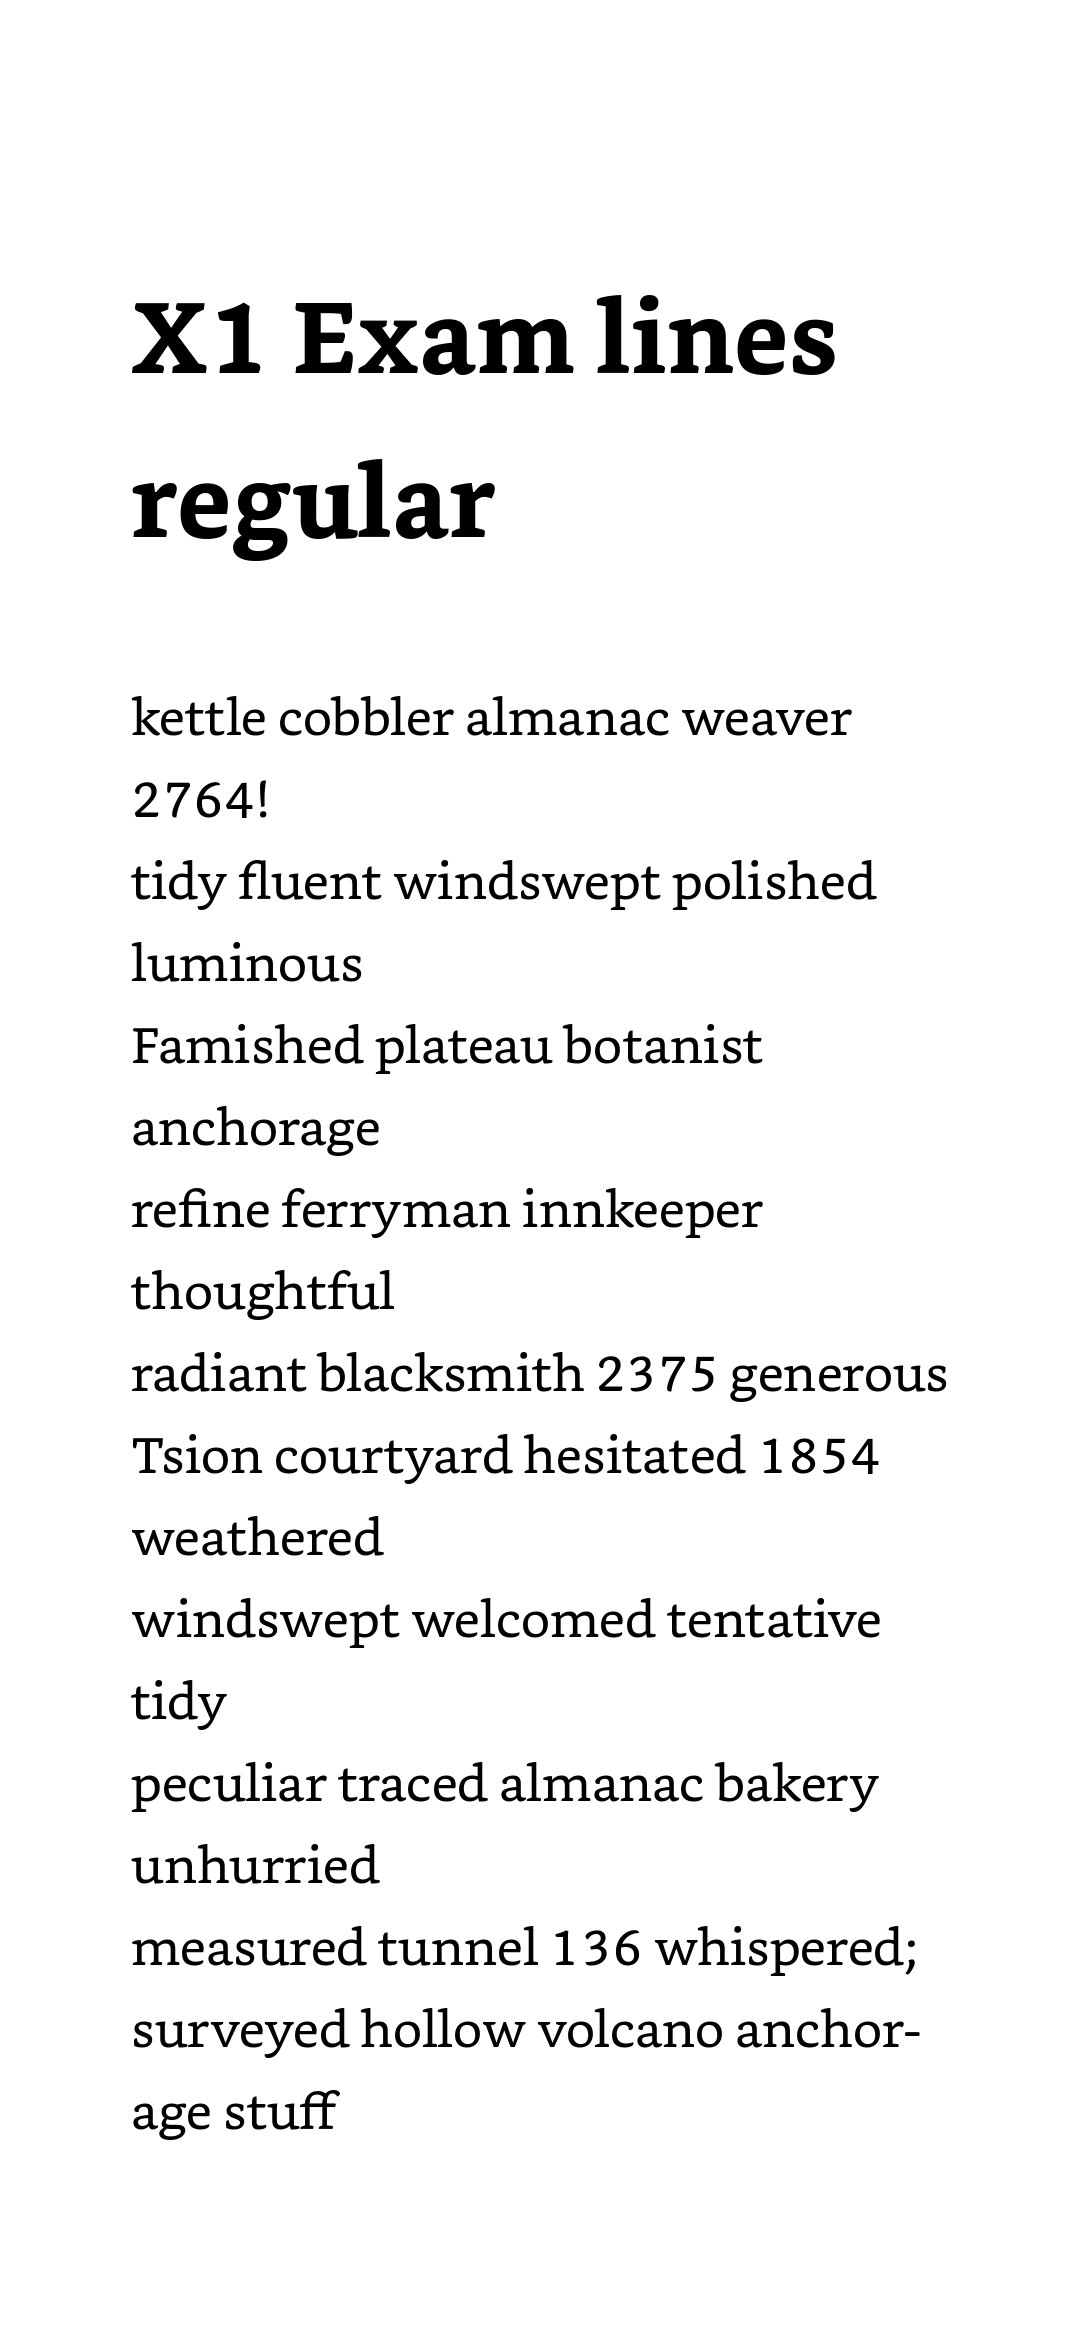 X1 Exam lines
regular
kettle cobbler almanac weaver
2764!
tidy fluent windswept polished
luminous
Famished plateau botanist
anchorage
refine ferryman innkeeper
thoughtful
radiant blacksmith 2375 generous
Tsion courtyard hesitated 1854
weathered
windswept welcomed tentative
tidy
peculiar traced almanac bakery
unhurried
measured tunnel 136 whispered;
surveyed hollow volcano anchor-
age stuff